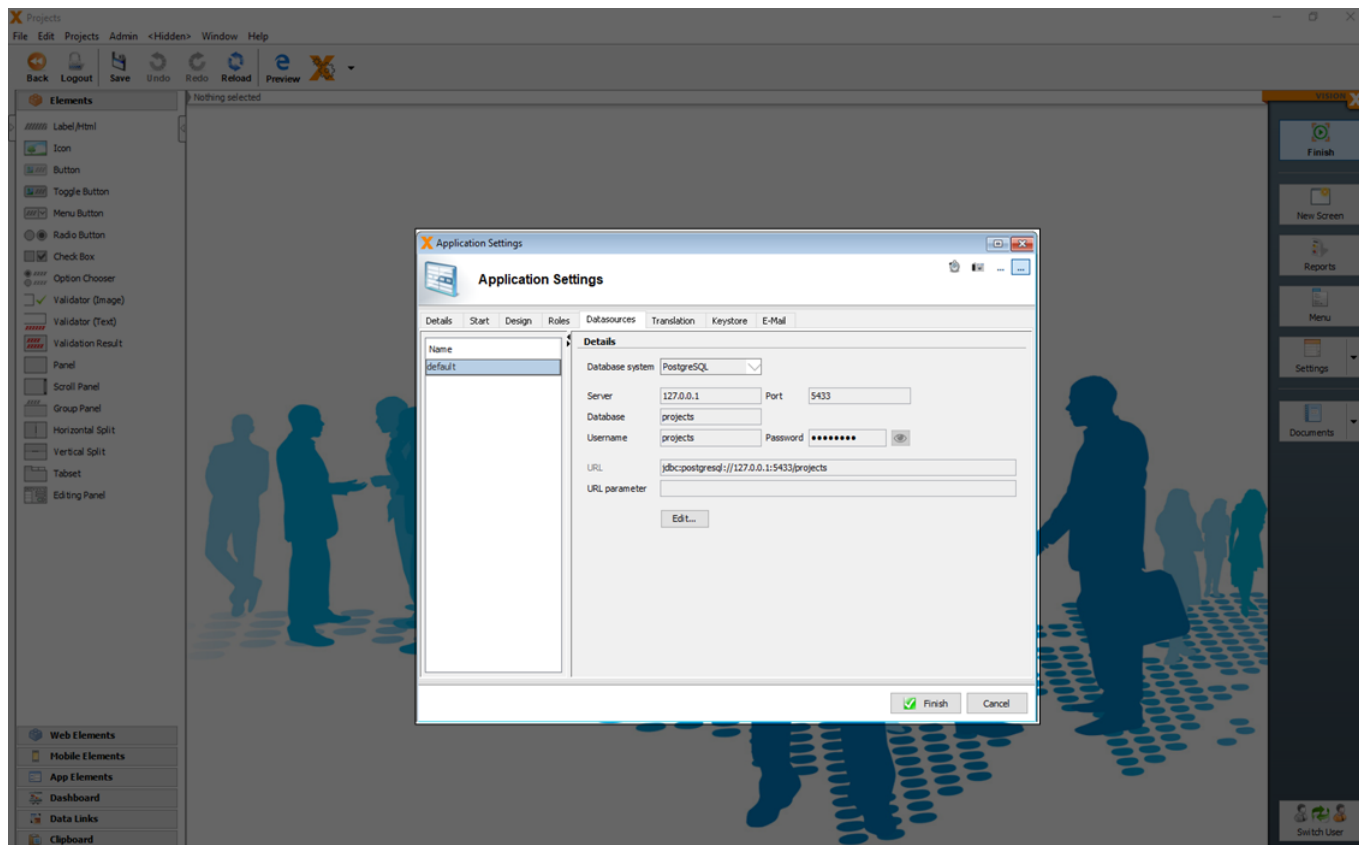 Projects
File Edit Projects Admin <Hidden> Window Help
Back Logout Save Undo Redo Reload Preview
Elements
Nothing selected
VISION X
Label/Html
Icon
Button
Toggle Button
Menu Button
Radio Button
Check Box
Option Chooser
Validator (Image)
Validator (Text)
Validation Result
Panel
Scroll Panel
Group Panel
Horizontal Split
Vertical Split
Tabset
Editing Panel
Web Elements
Mobile Elements
App Elements
Dashboard
Data Links
Clipboard
Application Settings
Application Settings
... ...
Details Start Design Roles Datasources Translation Keystore E-Mail
Name
default
Details
Database system PostgreSQL
Server 127.0.0.1 Port 5433
Database projects
Username projects Password ••••••••
URL jdbc:postgresql://127.0.0.1:5433/projects
URL parameter
Edit...
Finish Cancel
Finish
New Screen
Reports
Menu
Settings
Documents
Switch User